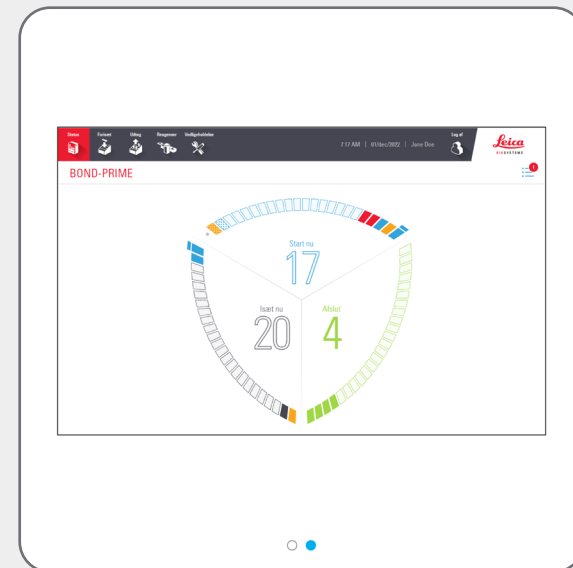 Status Forisæt Udtag Reagenser Vedligeholdelse
7:17 AM | 01/dec/2022 | Jane Doe
Log af
Leica
BIOSYSTEMS
BOND-PRIME
1
Start nu
17
Isæt nu
20
Afslut
4